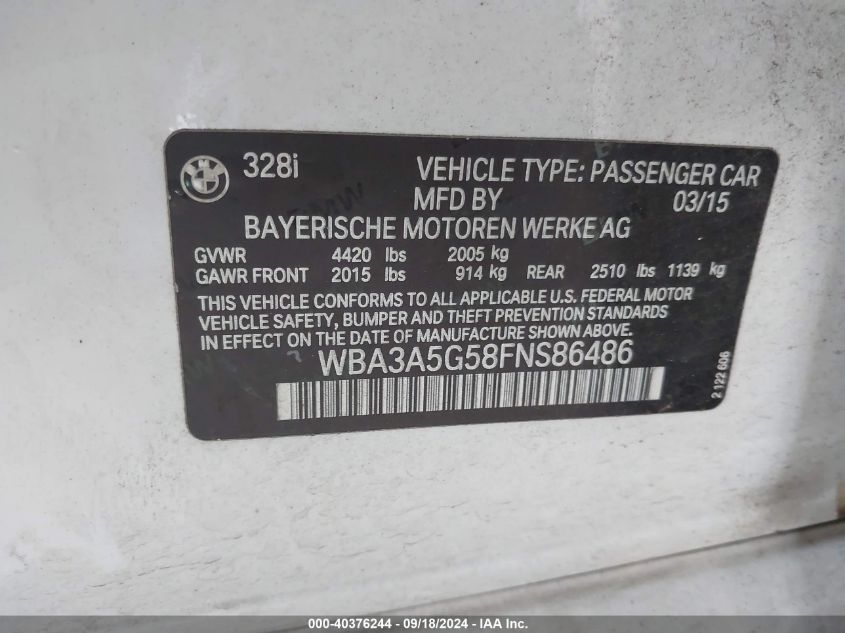 328i VEHICLE TYPE: PASSENGER CAR
MFD BY 03/15
BAYERISCHE MOTOREN WERKE AG
GVWR 4420 lbs 2005 kg
GAWR FRONT 2015 lbs 914 kg REAR 2510 lbs 1139 kg
THIS VEHICLE CONFORMS TO ALL APPLICABLE U.S. FEDERAL MOTOR
VEHICLE SAFETY, BUMPER AND THEFT PREVENTION STANDARDS
IN EFFECT ON THE DATE OF MANUFACTURE SHOWN ABOVE.
WBA3A5G58FNS86486
2 122 606
000-40376244 - 09/18/2024 - IAA Inc.